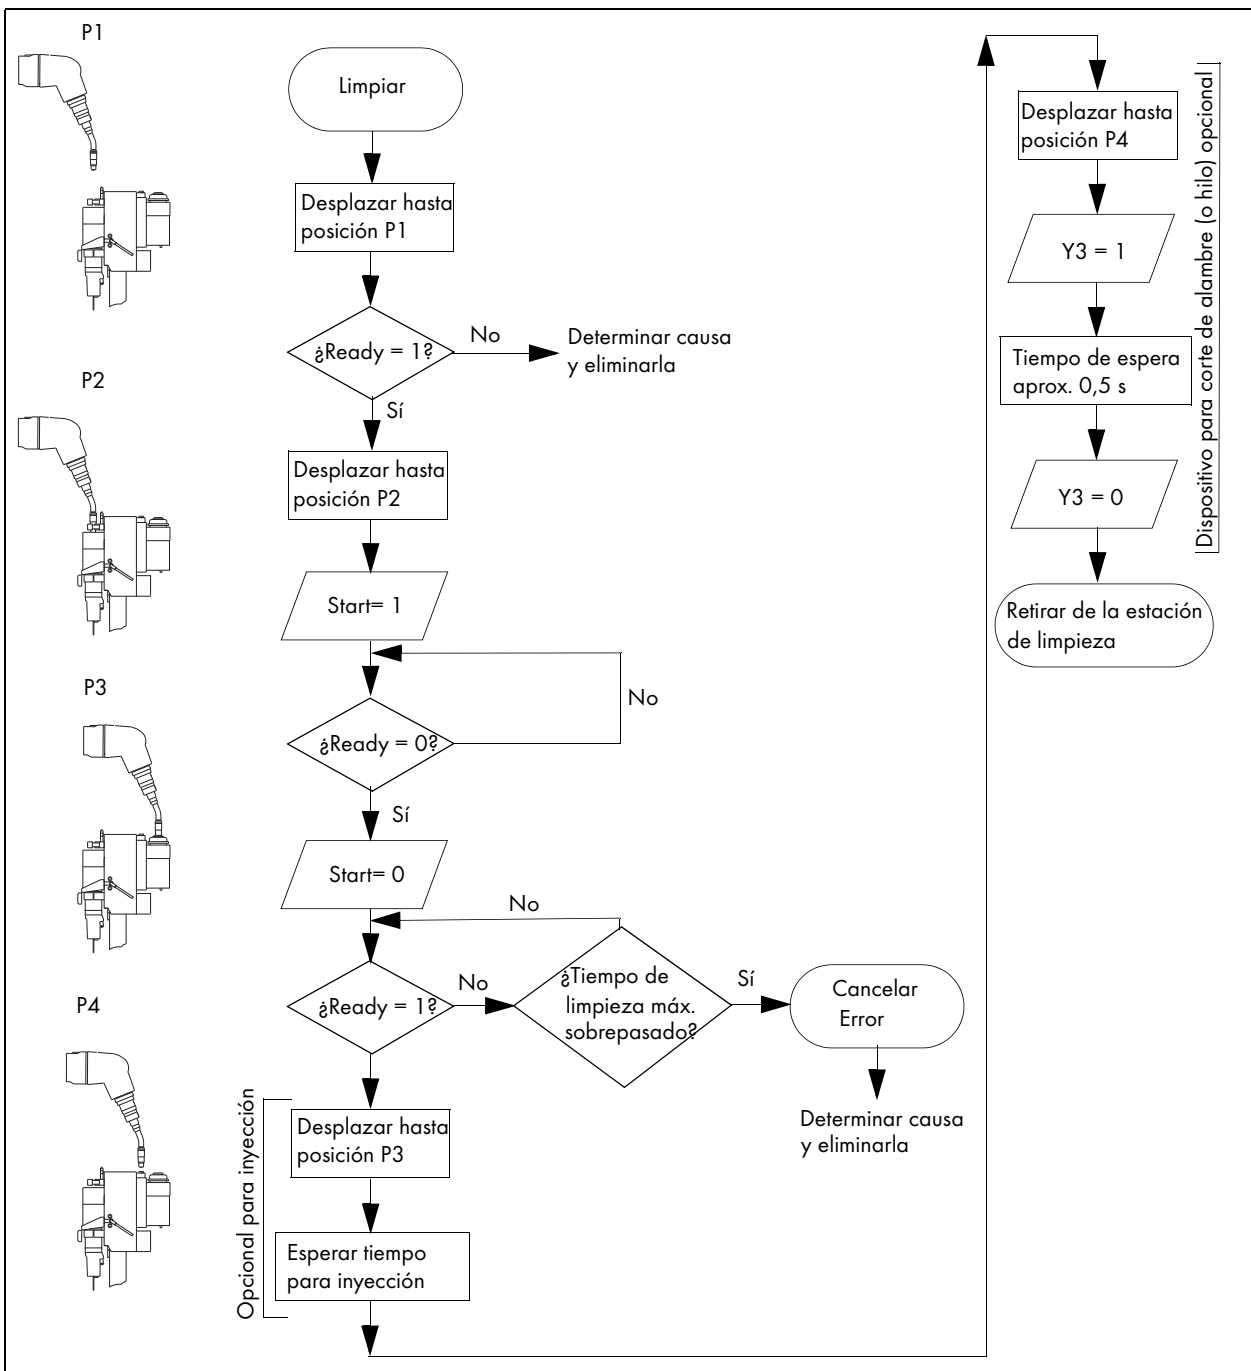 P1
P2
P3
P4
Limpiar
Desplazar hasta
posición P1
¿Ready = 1?
No
Determinar causa
y eliminarla
Sí
Desplazar hasta
posición P2
Start= 1
¿Ready = 0?
No
Sí
Start= 0
No
¿Ready = 1?
No
¿Tiempo de
limpieza máx.
sobrepasado?
Sí
Cancelar
Error
Determinar causa
y eliminarla
Opcional para inyección
Desplazar hasta
posición P3
Esperar tiempo
para inyección
Desplazar hasta
posición P4
Y3 = 1
Tiempo de espera
aprox. 0,5 s
Y3 = 0
Retirar de la estación
de limpieza
Dispositivo para corte de alambre (o hilo) opcional